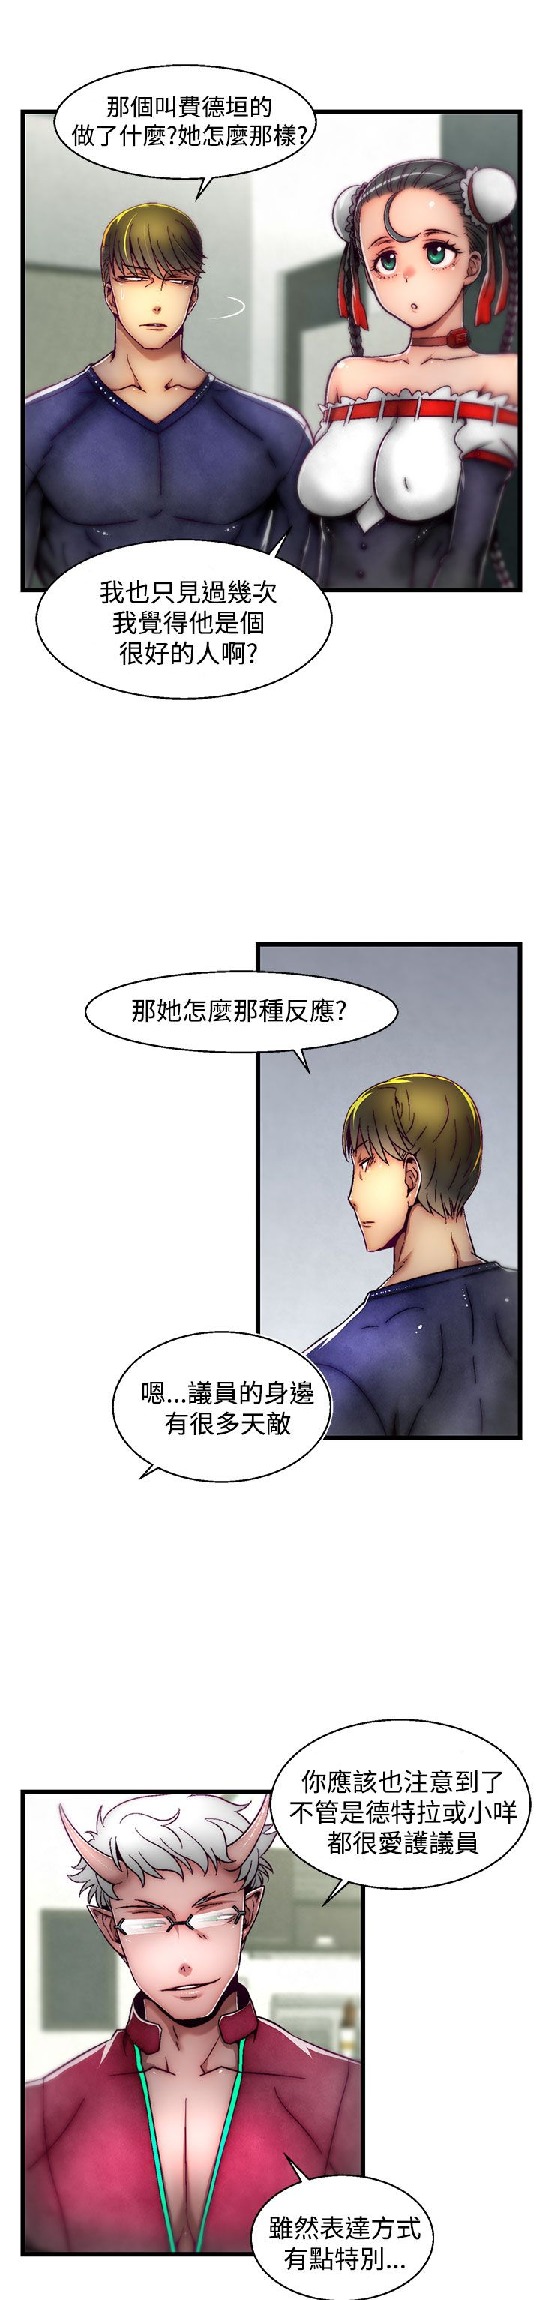 那個叫費德垣的
做了什麼?她怎麼那樣?
我也只見過幾次
我覺得他是個
很好的人啊?
那她怎麼那種反應?
嗯...議員的身邊
有很多天敵
你應該也注意到了
不管是德特拉或小咩
都很愛護議員
雖然表達方式
有點特別...